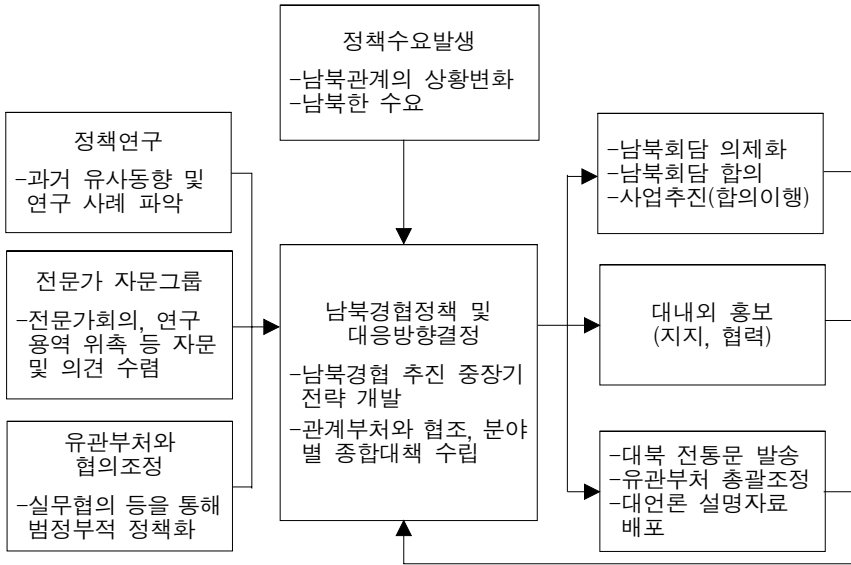 정책수요발생
-남북관계의 상황변화
-남북한 수요
정책연구
-과거 유사동향 및
연구 사례 파악
전문가 자문그룹
-전문가회의, 연구
용역 위촉 등 자문
및 의견 수렴
유관부처와
협의조정
-실무협의 등을 통해
범정부적 정책화
남북경협정책 및
대응방향결정
-남북경협 추진 중장기
전략 개발
-관계부처와 협조, 분야
별 종합대책 수립
-남북회담 의제화
-남북회담 합의
-사업추진(합의이행)
대내외 홍보
(지지, 협력)
-대북 전통문 발송
-유관부처 총괄조정
-대언론 설명자료
배포